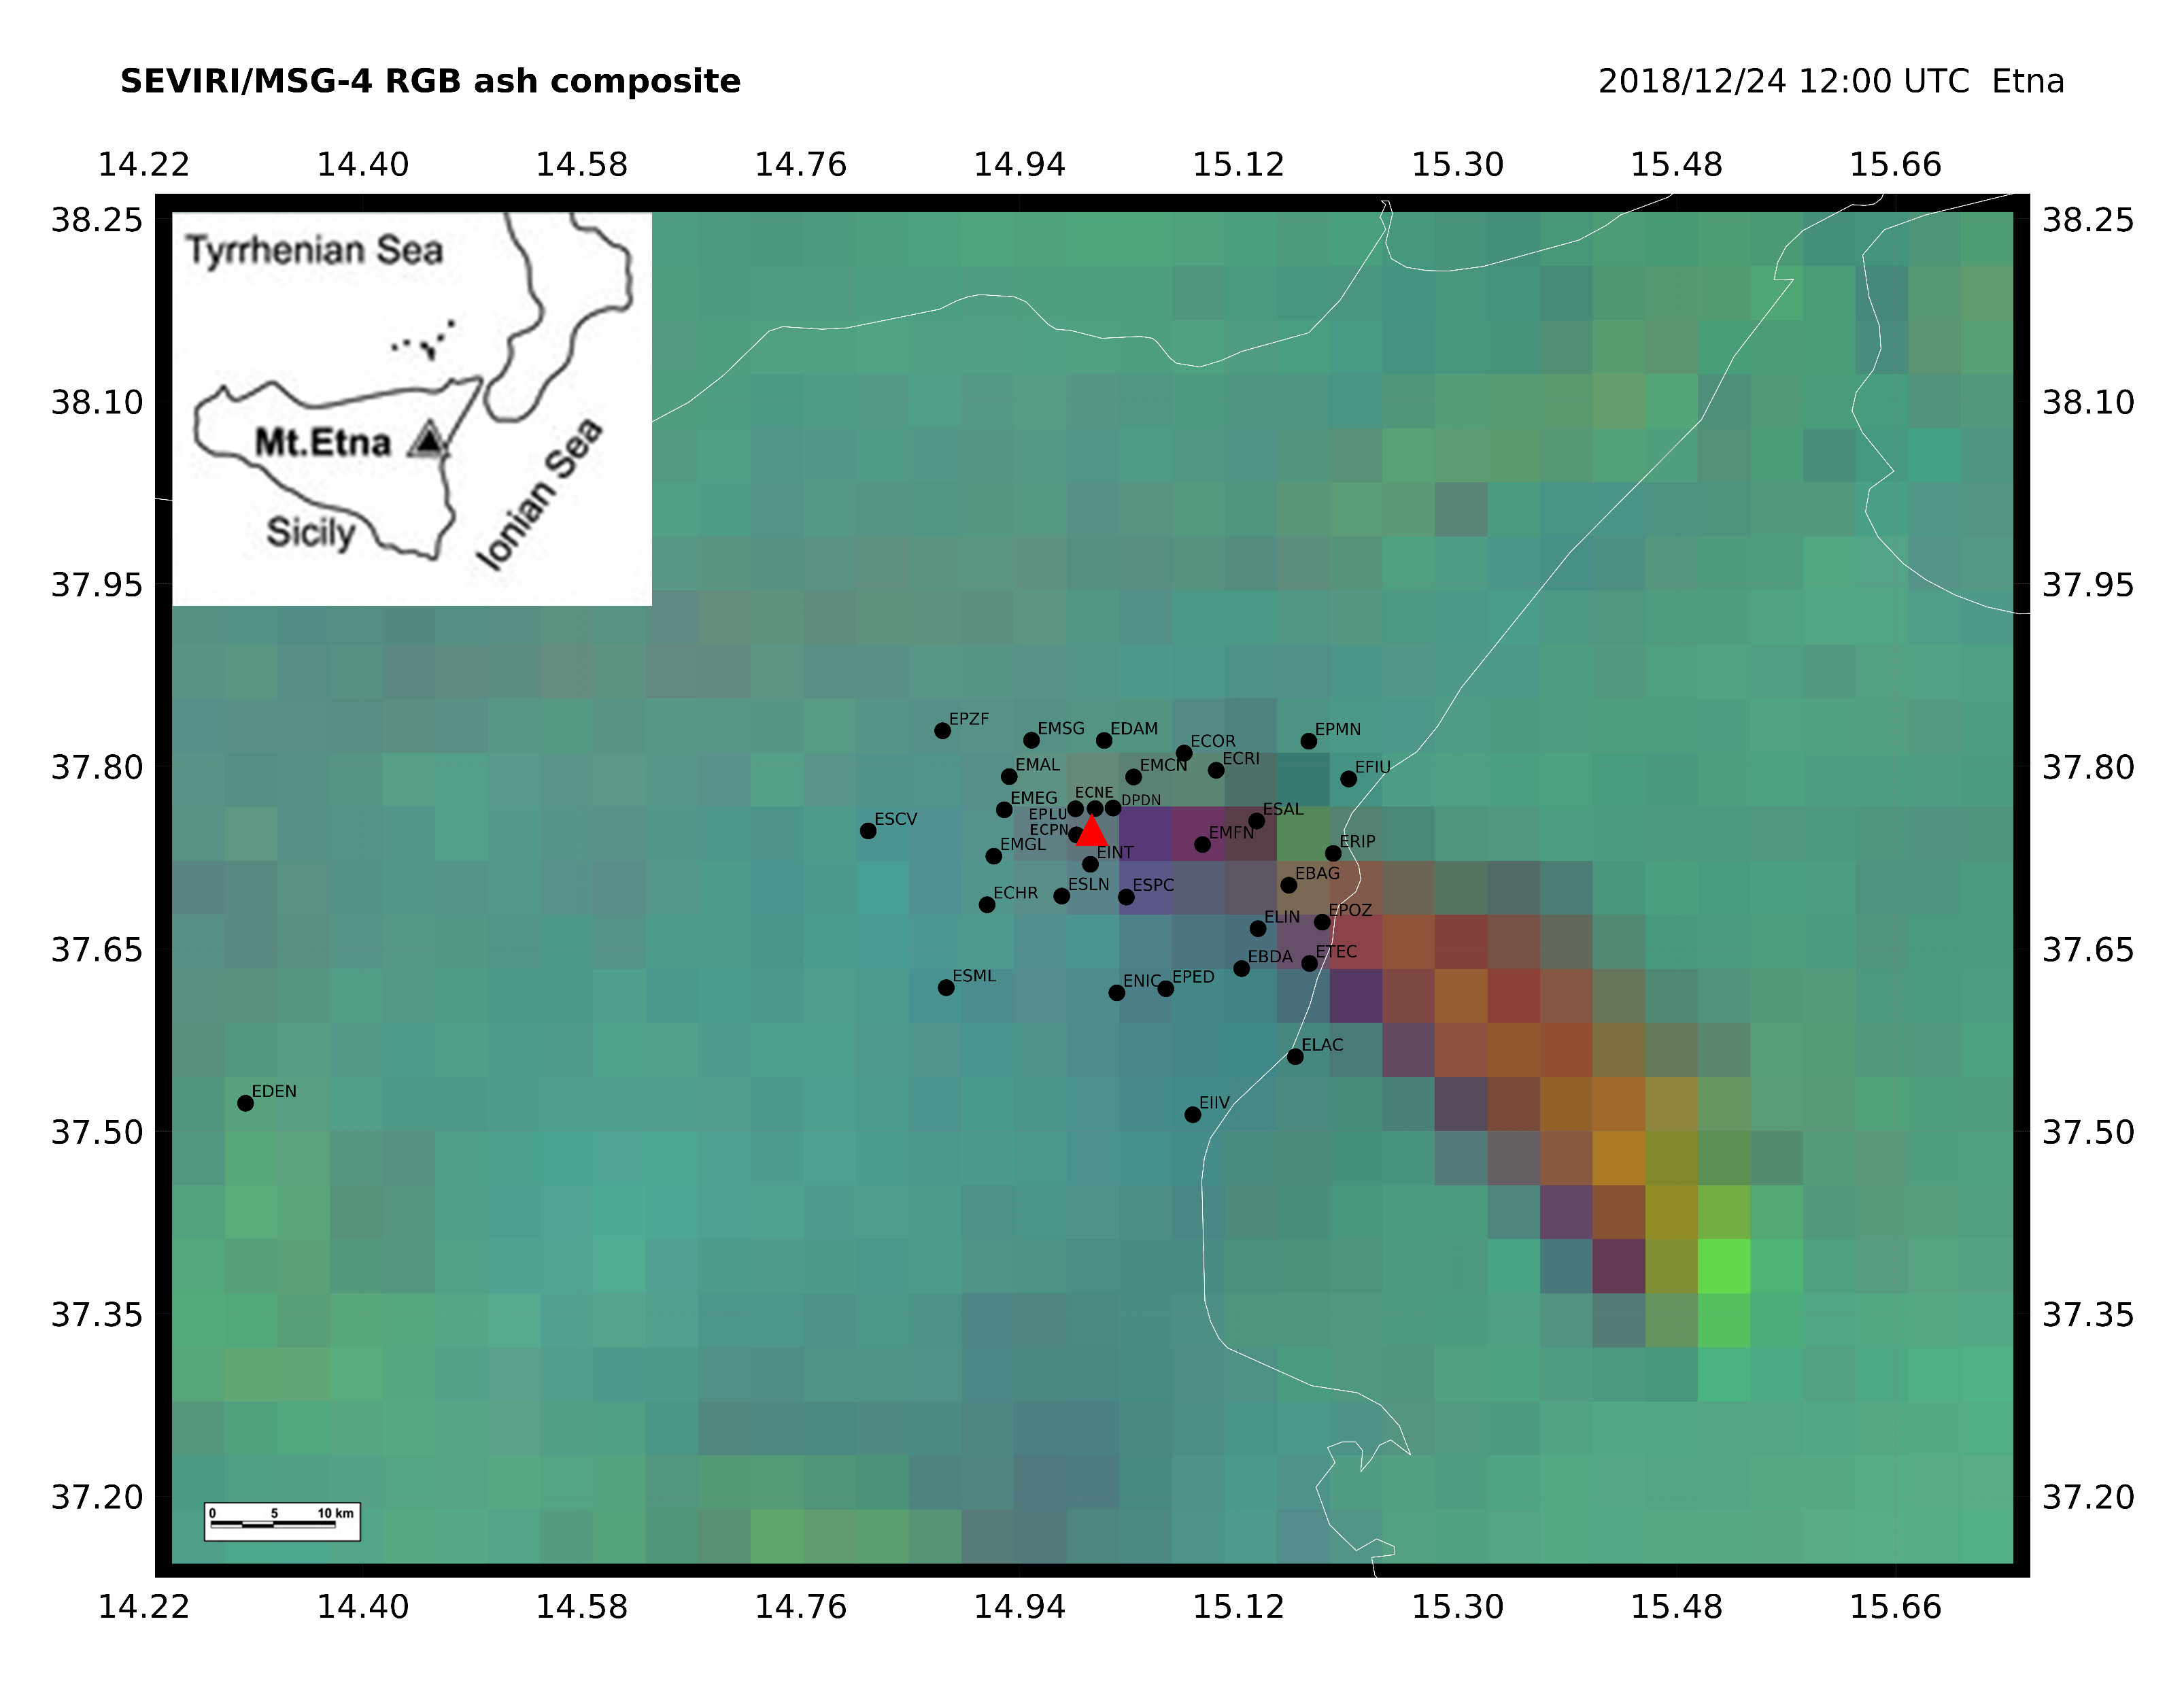 SEVIRI/MSG-4 RGB ash composite
2018/12/24 12:00 UTC Etna
14.22 14.40 14.58 14.76 14.94 15.12 15.30 15.48 15.66
38.25 38.25
Tyrrhenian Sea
38.10 38.10
Mt.Etna
Ionian Sea
Sicily
37.95 37.95
EPZF EMSG EDAM ECOR EPMN
37.80 EMAL EMCN ECRI EFIU 37.80
EMEG ECNE DPDN
EPLU ESAL
ESCV ECPN EMFN
EMGL EINT ERIP
ECHR ESLN ESPC EBAG
ELIN EPOZ
37.65 EBDA ETEC 37.65
ESML ENIC EPED
ELAC
EDEN EIIV
37.50 37.50
37.35 37.35
37.20 37.20
0 5 10 km
14.22 14.40 14.58 14.76 14.94 15.12 15.30 15.48 15.66